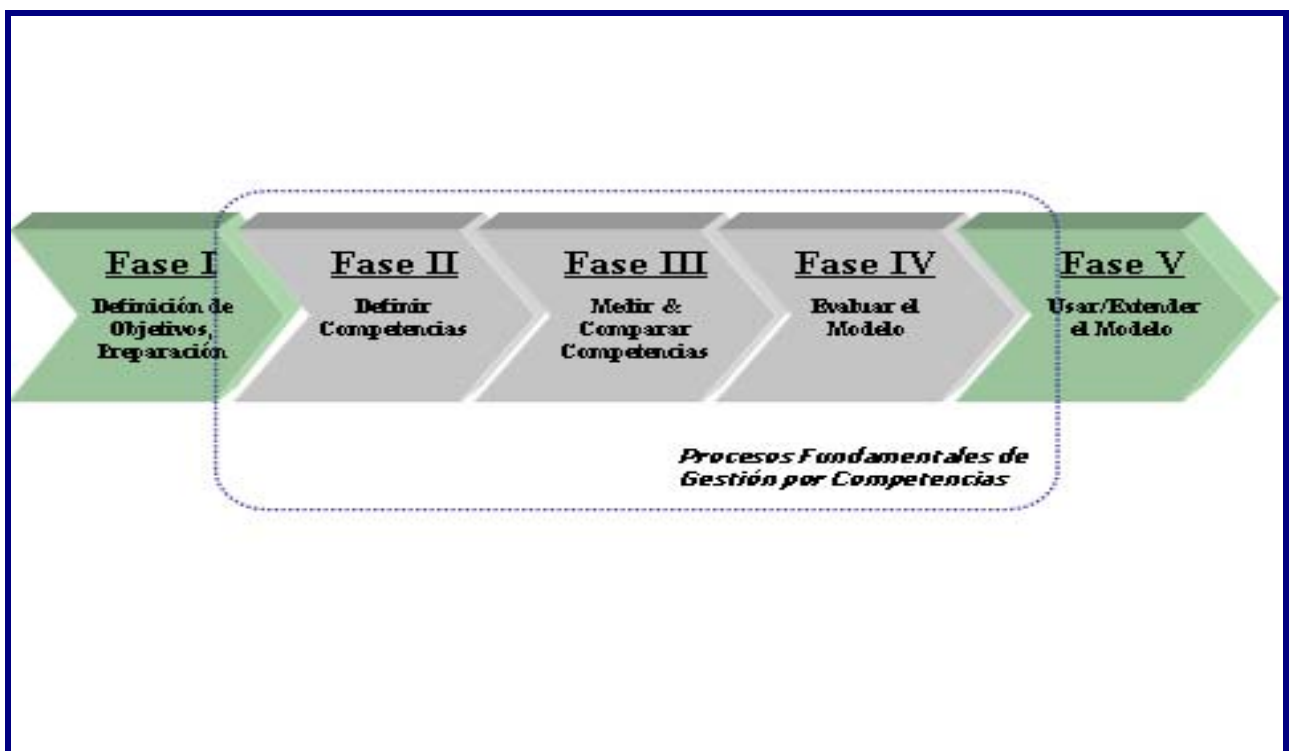 Fase I
Definición de
Objetivos,
Preparación
Fase II
Definir
Competencias
Fase III
Medir &
Comparar
Competencias
Fase IV
Evaluar el
Modelo
Fase V
Usar/Extender
el Modelo
Procesos Fundamentales de
Gestión por Competencias